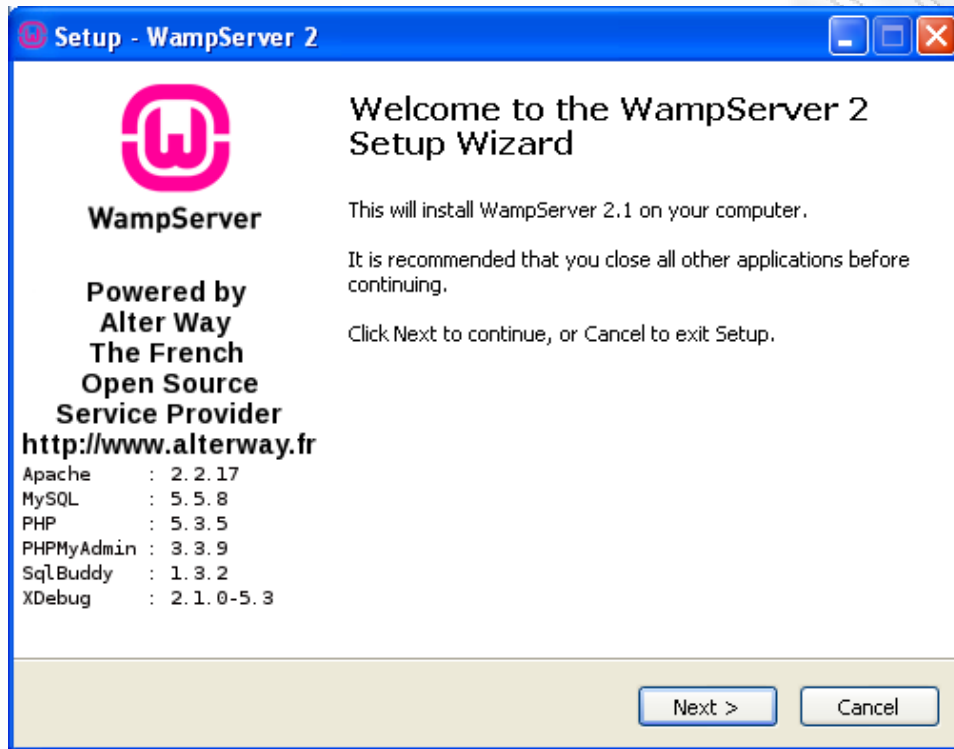 Setup - WampServer 2
WampServer
Powered by
Alter Way
The French
Open Source
Service Provider
http://www.alterway.fr
Apache : 2.2.17
MySQL : 5.5.8
PHP : 5.3.5
PHPMyAdmin : 3.3.9
SqlBuddy : 1.3.2
XDebug : 2.1.0-5.3
Welcome to the WampServer 2
Setup Wizard
This will install WampServer 2.1 on your computer.
It is recommended that you close all other applications before
continuing.
Click Next to continue, or Cancel to exit Setup.
Next >
Cancel